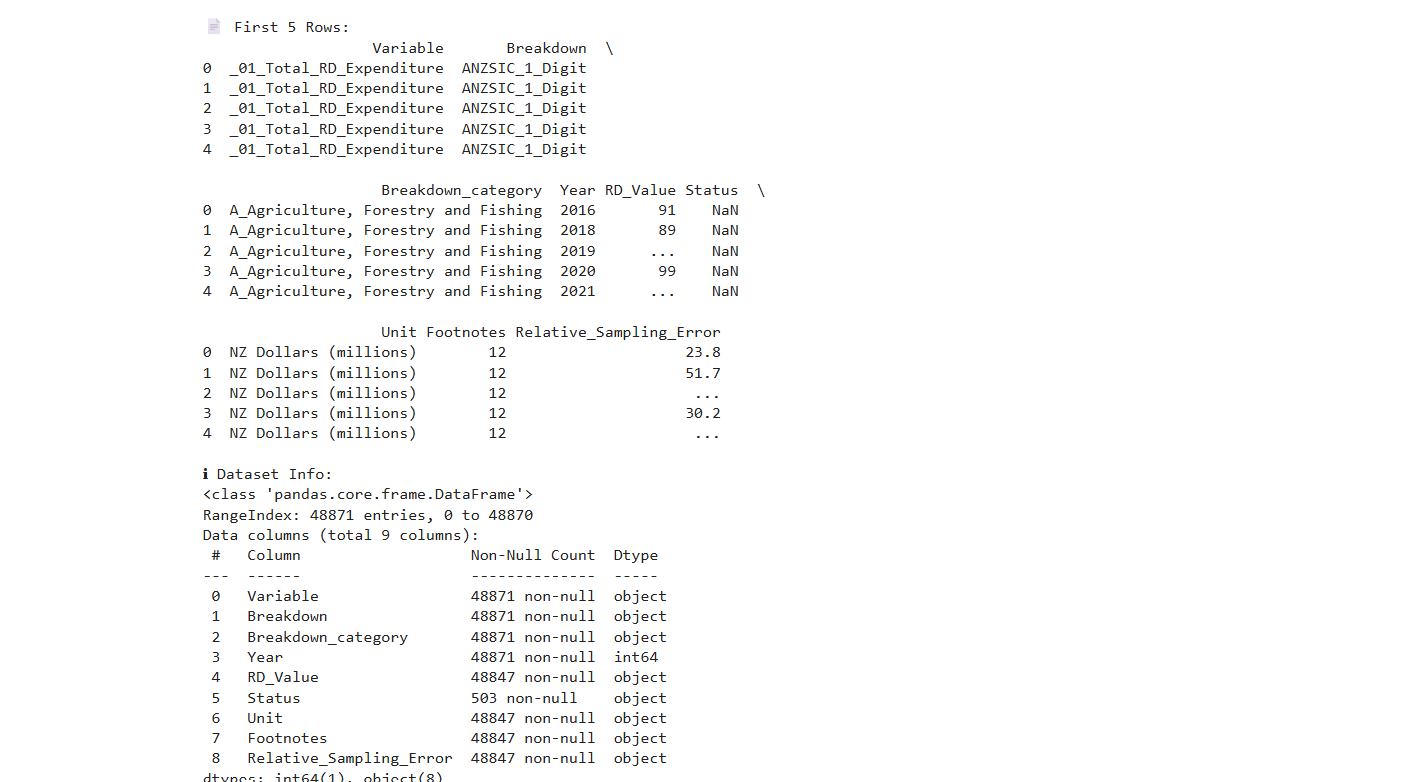 📄 First 5 Rows:
                   Variable       Breakdown  \
0  _01_Total_RD_Expenditure  ANZSIC_1_Digit
1  _01_Total_RD_Expenditure  ANZSIC_1_Digit
2  _01_Total_RD_Expenditure  ANZSIC_1_Digit
3  _01_Total_RD_Expenditure  ANZSIC_1_Digit
4  _01_Total_RD_Expenditure  ANZSIC_1_Digit

                    Breakdown_category  Year RD_Value Status  \
0  A_Agriculture, Forestry and Fishing  2016       91    NaN
1  A_Agriculture, Forestry and Fishing  2018       89    NaN
2  A_Agriculture, Forestry and Fishing  2019      ...    NaN
3  A_Agriculture, Forestry and Fishing  2020       99    NaN
4  A_Agriculture, Forestry and Fishing  2021      ...    NaN

                    Unit Footnotes Relative_Sampling_Error
0  NZ Dollars (millions)        12                    23.8
1  NZ Dollars (millions)        12                    51.7
2  NZ Dollars (millions)        12                     ...
3  NZ Dollars (millions)        12                    30.2
4  NZ Dollars (millions)        12                     ...

ℹ Dataset Info:
<class 'pandas.core.frame.DataFrame'>
RangeIndex: 48871 entries, 0 to 48870
Data columns (total 9 columns):
 #   Column                   Non-Null Count  Dtype
---  ------                   --------------  -----
 0   Variable                 48871 non-null  object
 1   Breakdown                48871 non-null  object
 2   Breakdown_category       48871 non-null  object
 3   Year                     48871 non-null  int64
 4   RD_Value                 48847 non-null  object
 5   Status                   503 non-null    object
 6   Unit                     48847 non-null  object
 7   Footnotes                48847 non-null  object
 8   Relative_Sampling_Error  48847 non-null  object
dtypes: int64(1), object(8)